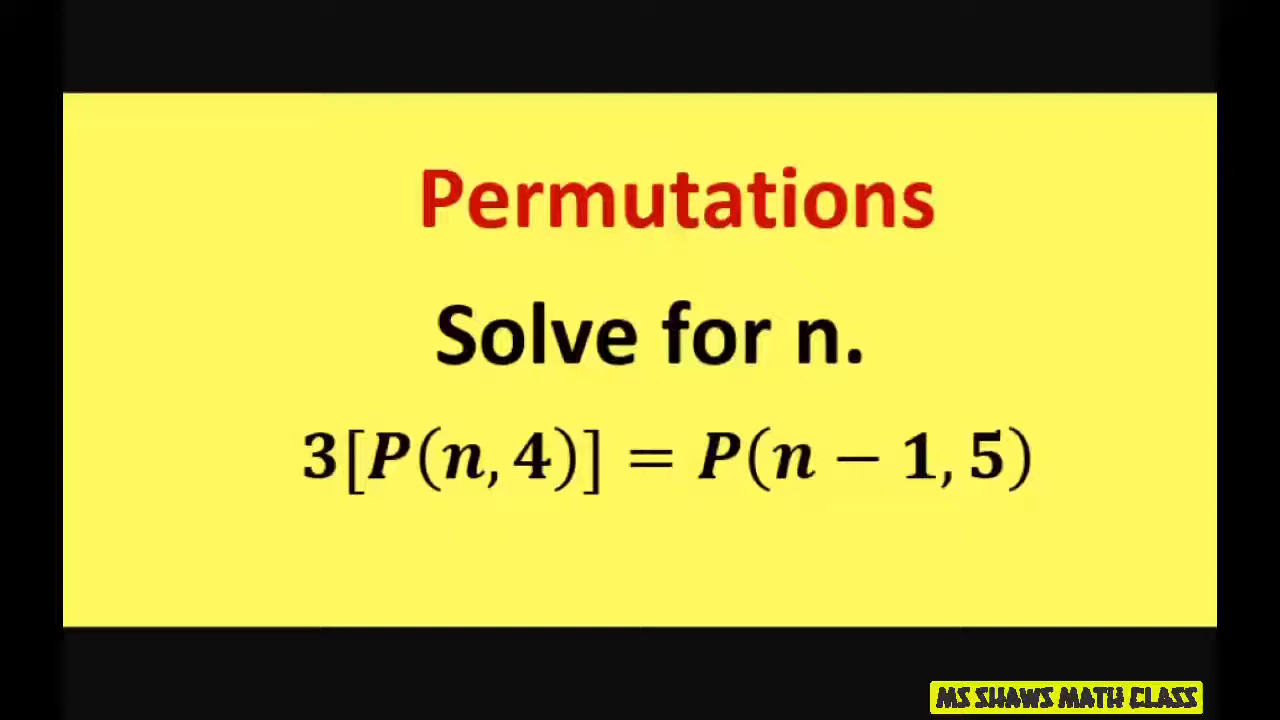 Permutations
Solve for n.
3[P(n, 4)] = P(n − 1, 5)
MS SHAWS MATH CLASS